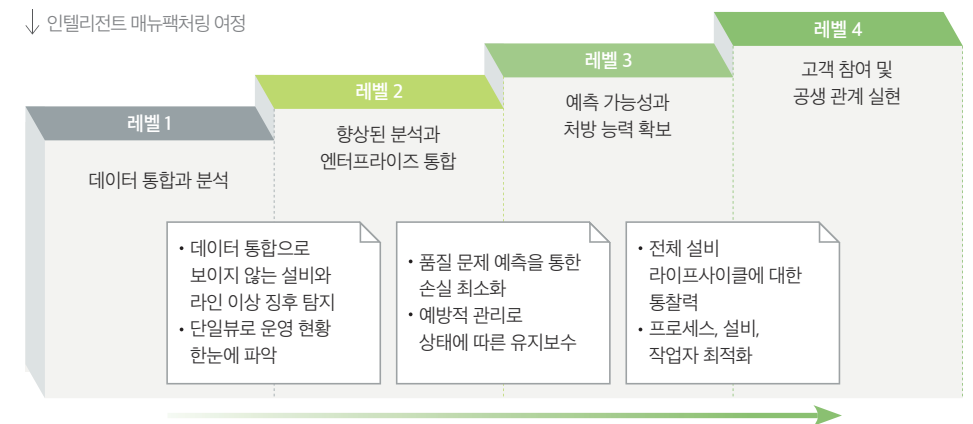 인텔리전트 매뉴팩처링 여정
레벨 1
데이터 통합과 분석
레벨 2
향상된 분석과
엔터프라이즈 통합
레벨 3
예측 가능성과
처방 능력 확보
레벨 4
고객 참여 및
공생 관계 실현
• 데이터 통합으로
보이지 않는 설비와
라인 이상 징후 탐지
• 단일뷰로 운영 현황
한눈에 파악
• 품질 문제 예측을 통한
손실 최소화
• 예방적 관리로
상태에 따른 유지보수
• 전체 설비
라이프사이클에 대한
통찰력
• 프로세스, 설비,
작업자 최적화